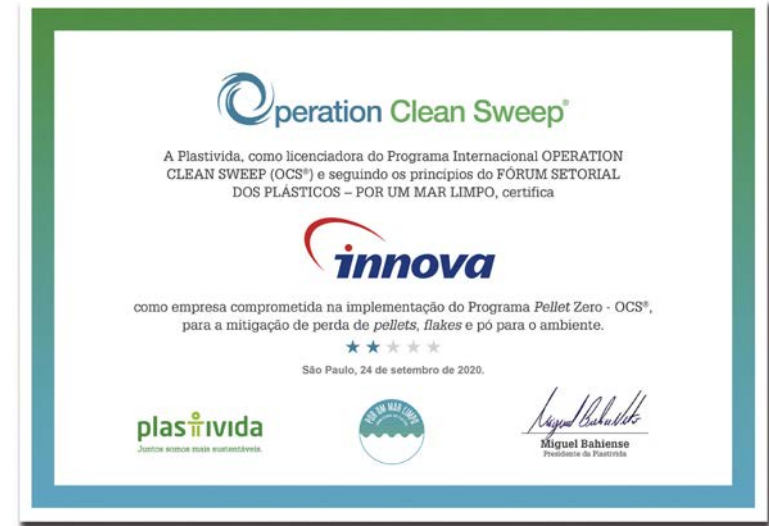 Operation Clean Sweep®
A Plastivida, como licenciadora do Programa Internacional OPERATION
CLEAN SWEEP (OCS®) e seguindo os princípios do FÓRUM SETORIAL
DOS PLÁSTICOS – POR UM MAR LIMPO, certifica
innova
como empresa comprometida na implementação do Programa Pellet Zero - OCS®,
para a mitigação de perda de pellets, flakes e pó para o ambiente.
São Paulo, 24 de setembro de 2020.
plastivida
Juntos somos mais sustentáveis.
POR UM MAR LIMPO
Miguel Bahiense
Presidente da Plastivida